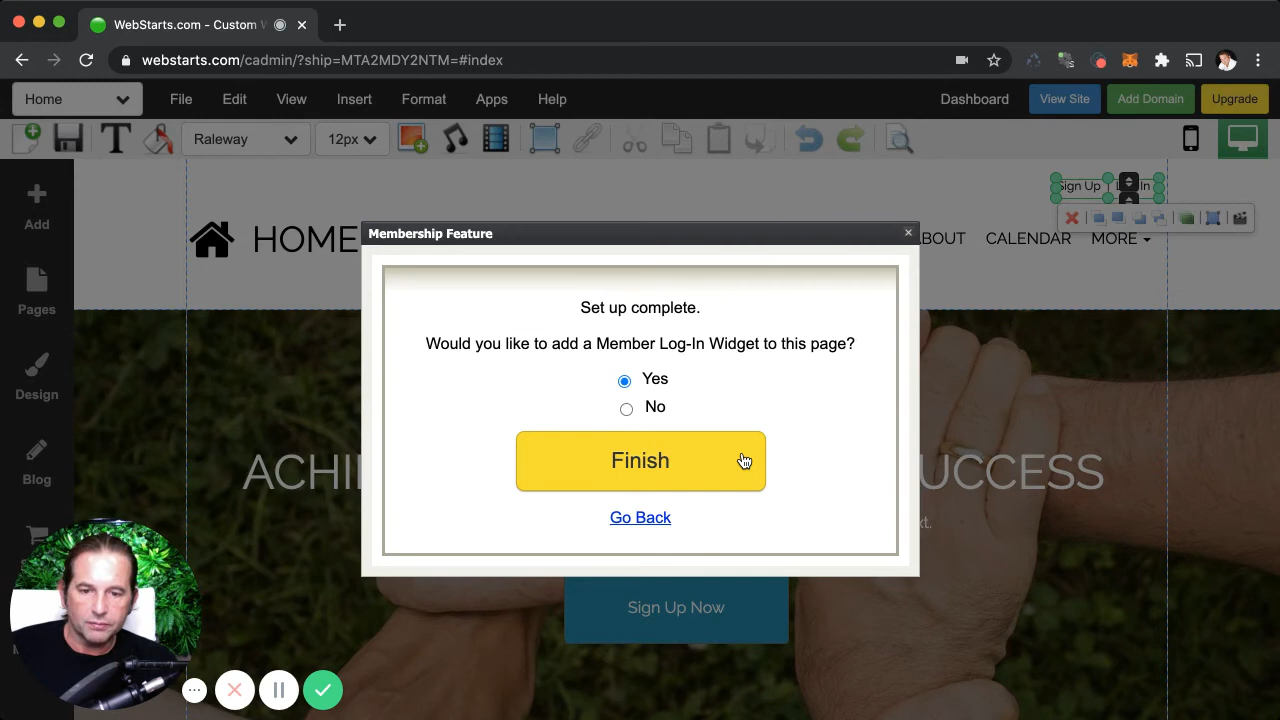 WebStarts.com - Custom W
webstarts.com/cadmin/?ship=MTA2MDY2NTM=#index
Home File Edit View Insert Format Apps Help Dashboard View Site Add Domain Upgrade
T Raleway 12px
Add
Pages
Design
Blog
Sign Up In
HOME ABOUT CALENDAR MORE
Membership Feature
Set up complete.
Would you like to add a Member Log-In Widget to this page?
Yes
No
Finish
Go Back
ACHI UCCESS
xt.
Sign Up Now